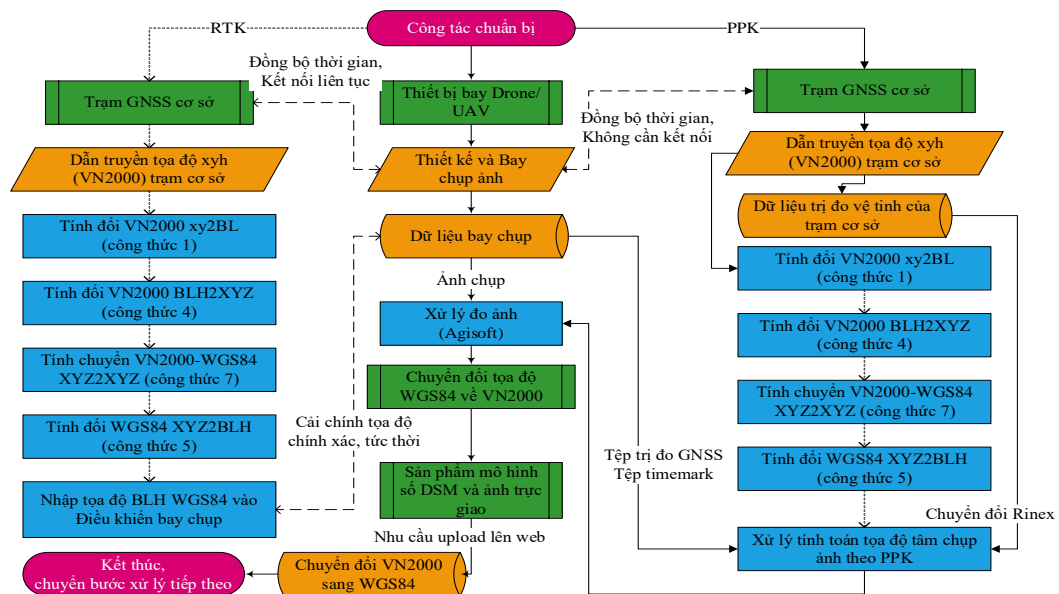 Công tác chuẩn bị
RTK
PPK
Đồng bộ thời gian,
Kết nối liên tục
Trạm GNSS cơ sở
Thiết bị bay Drone/
UAV
Trạm GNSS cơ sở
Đồng bộ thời gian,
Không cần kết nối
Dẫn truyền tọa độ xyh
(VN2000) trạm cơ sở
Thiết kế và Bay
chụp ảnh
Dẫn truyền tọa độ xyh
(VN2000) trạm cơ sở
Dữ liệu trị đo vệ tinh của
trạm cơ sở
Tính đổi VN2000 xy2BL
(công thức 1)
Dữ liệu bay chụp
Tính đổi VN2000 xy2BL
(công thức 1)
Ảnh chụp
Tính đổi VN2000 BLH2XYZ
(công thức 4)
Xử lý đo ảnh
(Agisoft)
Tính đổi VN2000 BLH2XYZ
(công thức 4)
Tính chuyển VN2000-WGS84
XYZ2XYZ (công thức 7)
Chuyển đổi tọa độ
WGS84 về VN2000
Tính chuyển VN2000-WGS84
XYZ2XYZ (công thức 7)
Cải chính tọa độ
chính xác, tức thời
Tính đổi WGS84 XYZ2BLH
(công thức 5)
Tệp trị đo GNSS
Tệp timemark
Tính đổi WGS84 XYZ2BLH
(công thức 5)
Nhập tọa độ BLH WGS84 vào
Điều khiển bay chụp
Sản phẩm mô hình
số DSM và ảnh trực
giao
Chuyển đổi Rinex
Nhu cầu upload lên web
Xử lý tính toán tọa độ tâm chụp
ảnh theo PPK
Kết thúc,
chuyển bước xử lý tiếp theo
Chuyển đổi VN2000
sang WGS84